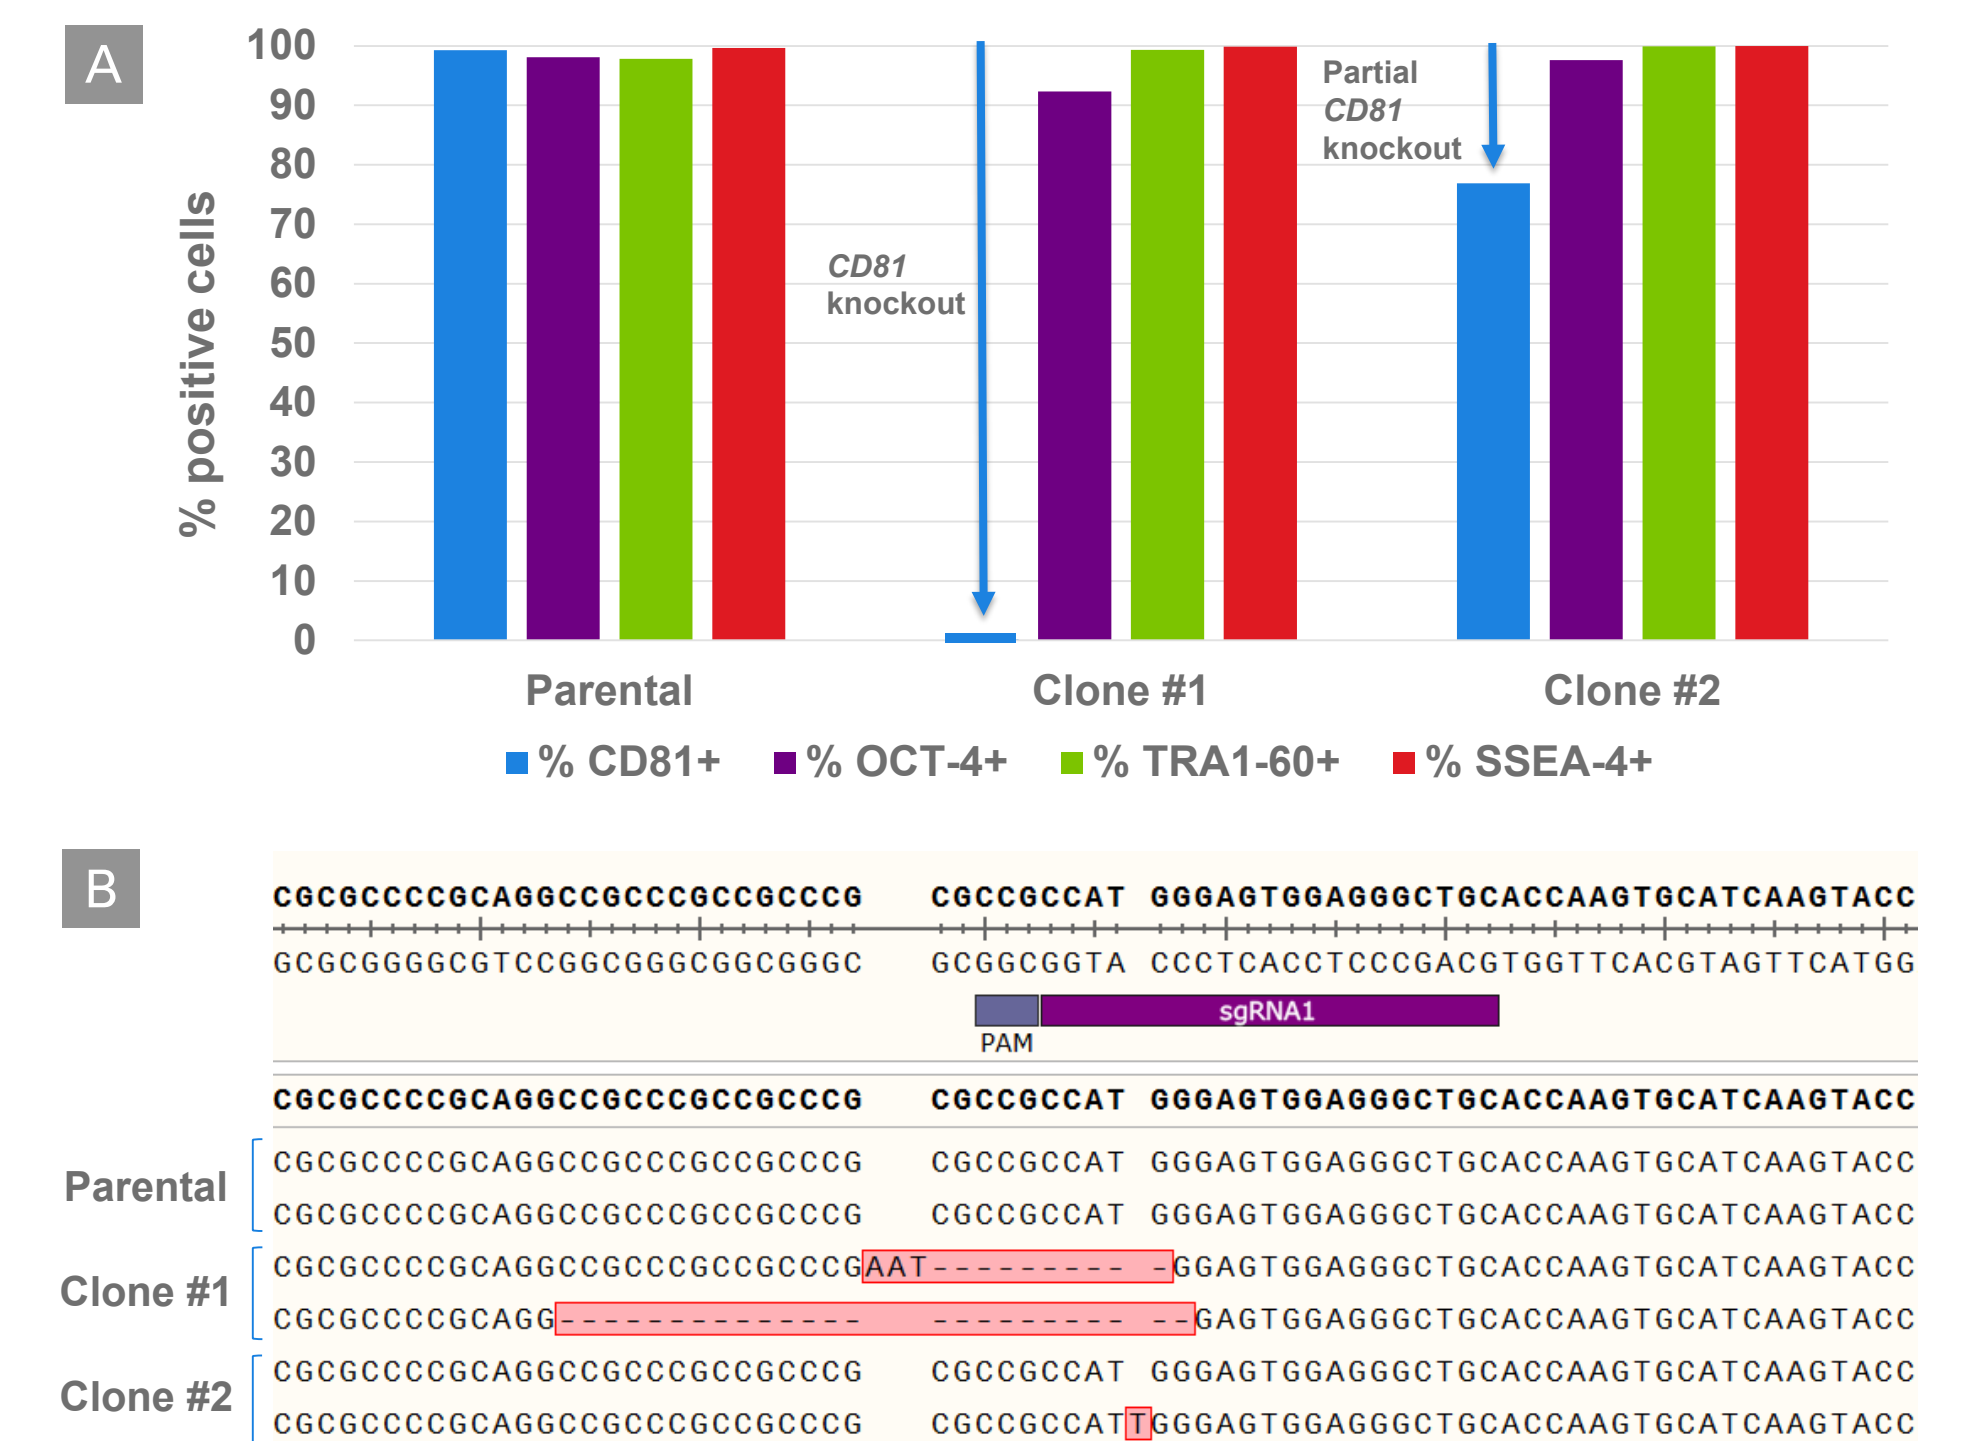 A
100
90
80
70
60
50
40
30
20
10
0
% positive cells
CD81
knockout
Partial
CD81
knockout
Parental Clone #1 Clone #2
% CD81+ % OCT-4+ % TRA1-60+ % SSEA-4+
B
CGCGCCCCGCAGGCCGCCCGCCGCCCG CGCCGCCAT GGGAGTGGAGGGCTGCACCAAGTGCATCAAGTACC
GCGCGGGGCGTCCGGCGGGCGGCGGGC GCGGCGGTA CCCTCACCTCCCGACGTGGTTCACGTAGTTCATGG
sgRNA1
PAM
CGCGCCCCGCAGGCCGCCCGCCGCCCG CGCCGCCAT GGGAGTGGAGGGCTGCACCAAGTGCATCAAGTACC
Parental
CGCGCCCCGCAGGCCGCCCGCCGCCCG CGCCGCCAT GGGAGTGGAGGGCTGCACCAAGTGCATCAAGTACC
CGCGCCCCGCAGGCCGCCCGCCGCCCG CGCCGCCAT GGGAGTGGAGGGCTGCACCAAGTGCATCAAGTACC
Clone #1
CGCGCCCCGCAGGCCGCCCGCCGCCCGAAT--------- -GGAGTGGAGGGCTGCACCAAGTGCATCAAGTACC
CGCGCCCCGCAGG-------------- --------- --GAGTGGAGGGCTGCACCAAGTGCATCAAGTACC
Clone #2
CGCGCCCCGCAGGCCGCCCGCCGCCCG CGCCGCCAT GGGAGTGGAGGGCTGCACCAAGTGCATCAAGTACC
CGCGCCCCGCAGGCCGCCCGCCGCCCG CGCCGCCATTGGGAGTGGAGGGCTGCACCAAGTGCATCAAGTACC